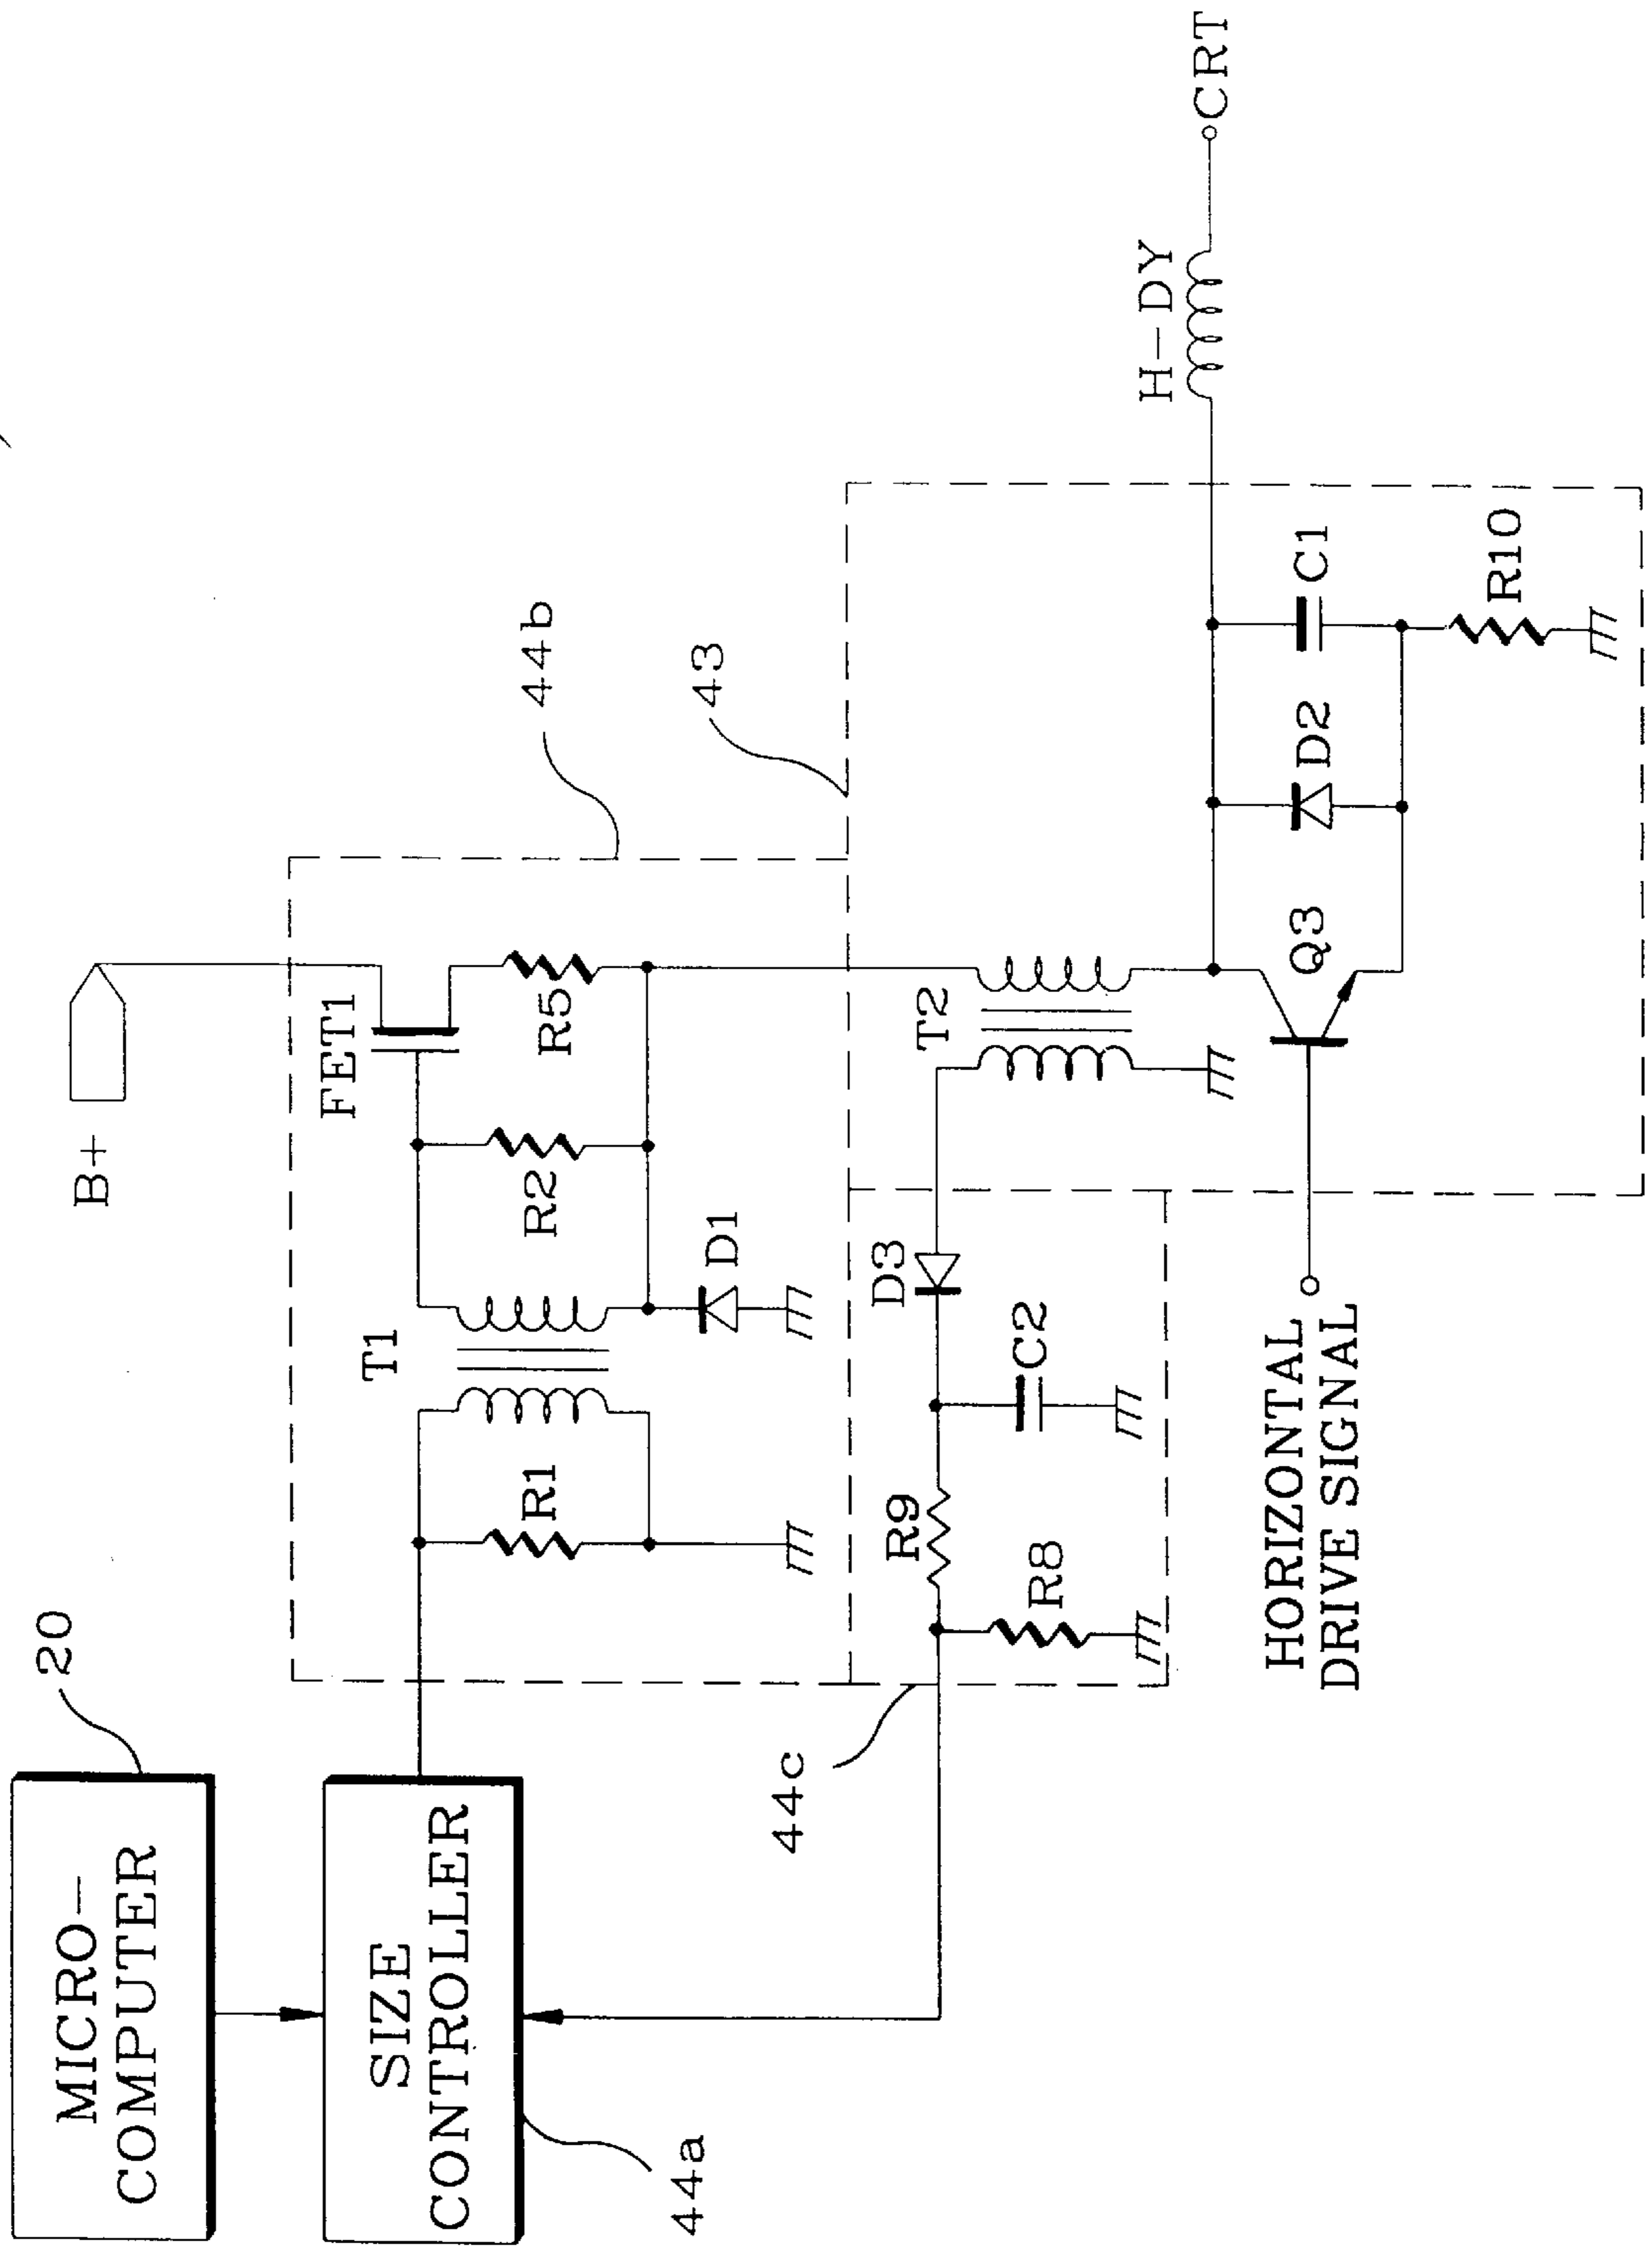 MICRO-
COMPUTER
20
SIZE
CONTROLLER
44a
B+
FET1
T1
R1
R2
R5
D1
44b
43
44c
D3
R9
C2
R8
T2
Q3
D2
C1
R10
H-DY
CRT
HORIZONTAL
DRIVE SIGNAL